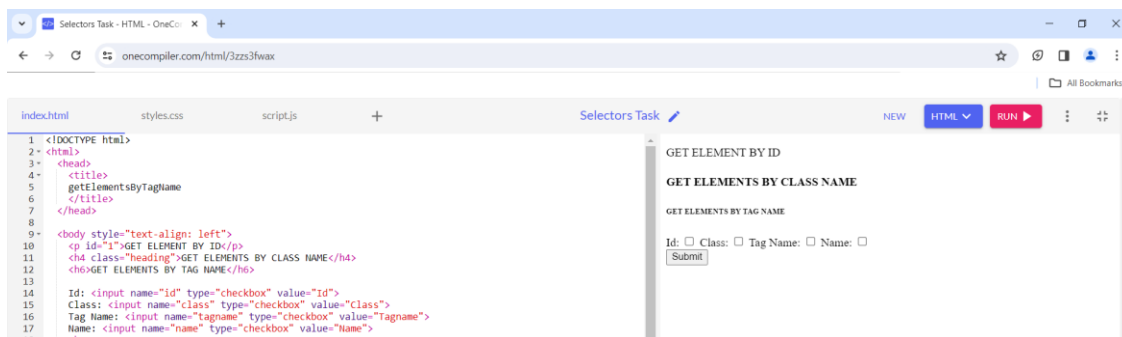 Selectors Task - HTML - OneCo
onecompiler.com/html/3zzs3fwax
All Bookmarks
index.html styles.css script.js + Selectors Task NEW HTML RUN
1 <!DOCTYPE html>
2 <html>
3 <head>
4 <title>
5 getElementsByTagName
6 </title>
7 </head>
8
9 <body style="text-align: left">
10 <p id="1">GET ELEMENT BY ID</p>
11 <h4 class="heading">GET ELEMENTS BY CLASS NAME</h4>
12 <h6>GET ELEMENTS BY TAG NAME</h6>
13
14 Id: <input name="id" type="checkbox" value="Id">
15 Class: <input name="class" type="checkbox" value="Class">
16 Tag Name: <input name="tagname" type="checkbox" value="Tagname">
17 Name: <input name="name" type="checkbox" value="Name">
GET ELEMENT BY ID
GET ELEMENTS BY CLASS NAME
GET ELEMENTS BY TAG NAME
Id: Class: Tag Name: Name:
Submit